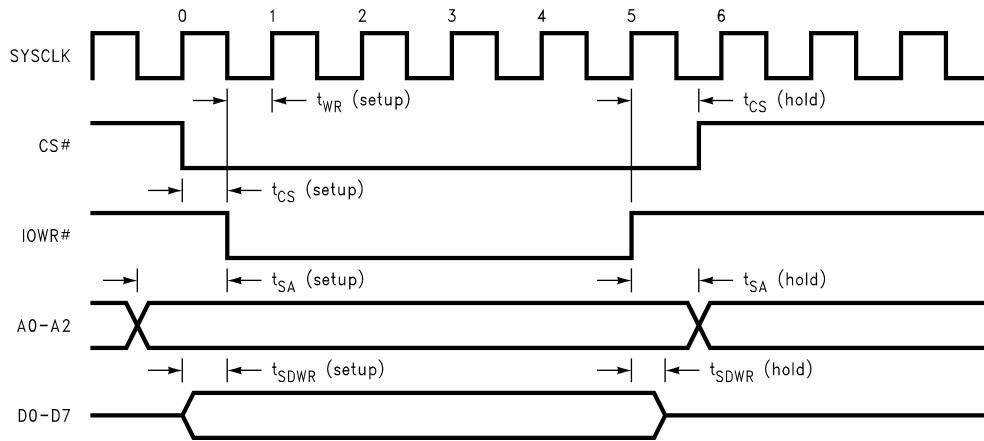 0 1 2 3 4 5 6
SYSCLK
t_WR (setup) t_CS (hold)
CS#
t_CS (setup)
IOWR#
t_SA (setup) t_SA (hold)
A0-A2
t_SDWR (setup) t_SDWR (hold)
D0-D7